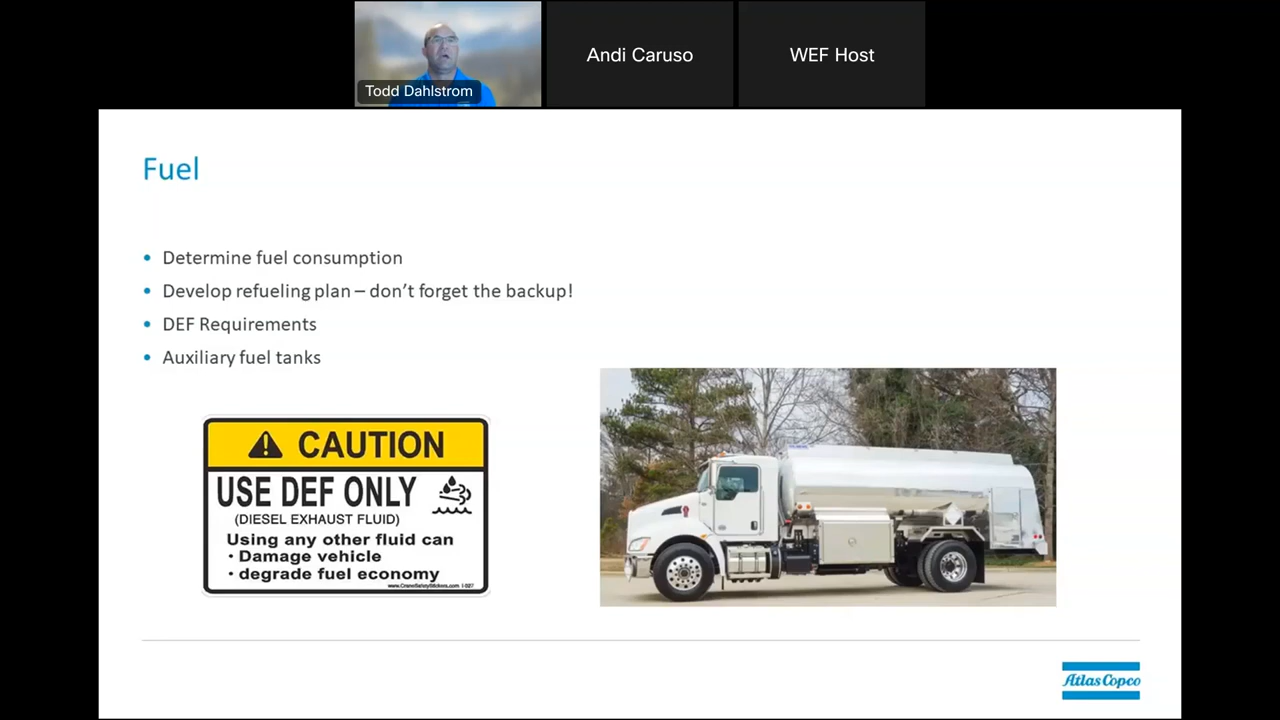 Todd Dahlstrom
Andi Caruso
WEF Host
Fuel
• Determine fuel consumption
• Develop refueling plan – don't forget the backup!
• DEF Requirements
• Auxiliary fuel tanks
CAUTION
USE DEF ONLY
(DIESEL EXHAUST FLUID)
Using any other fluid can
• Damage vehicle
• degrade fuel economy
Atlas Copco